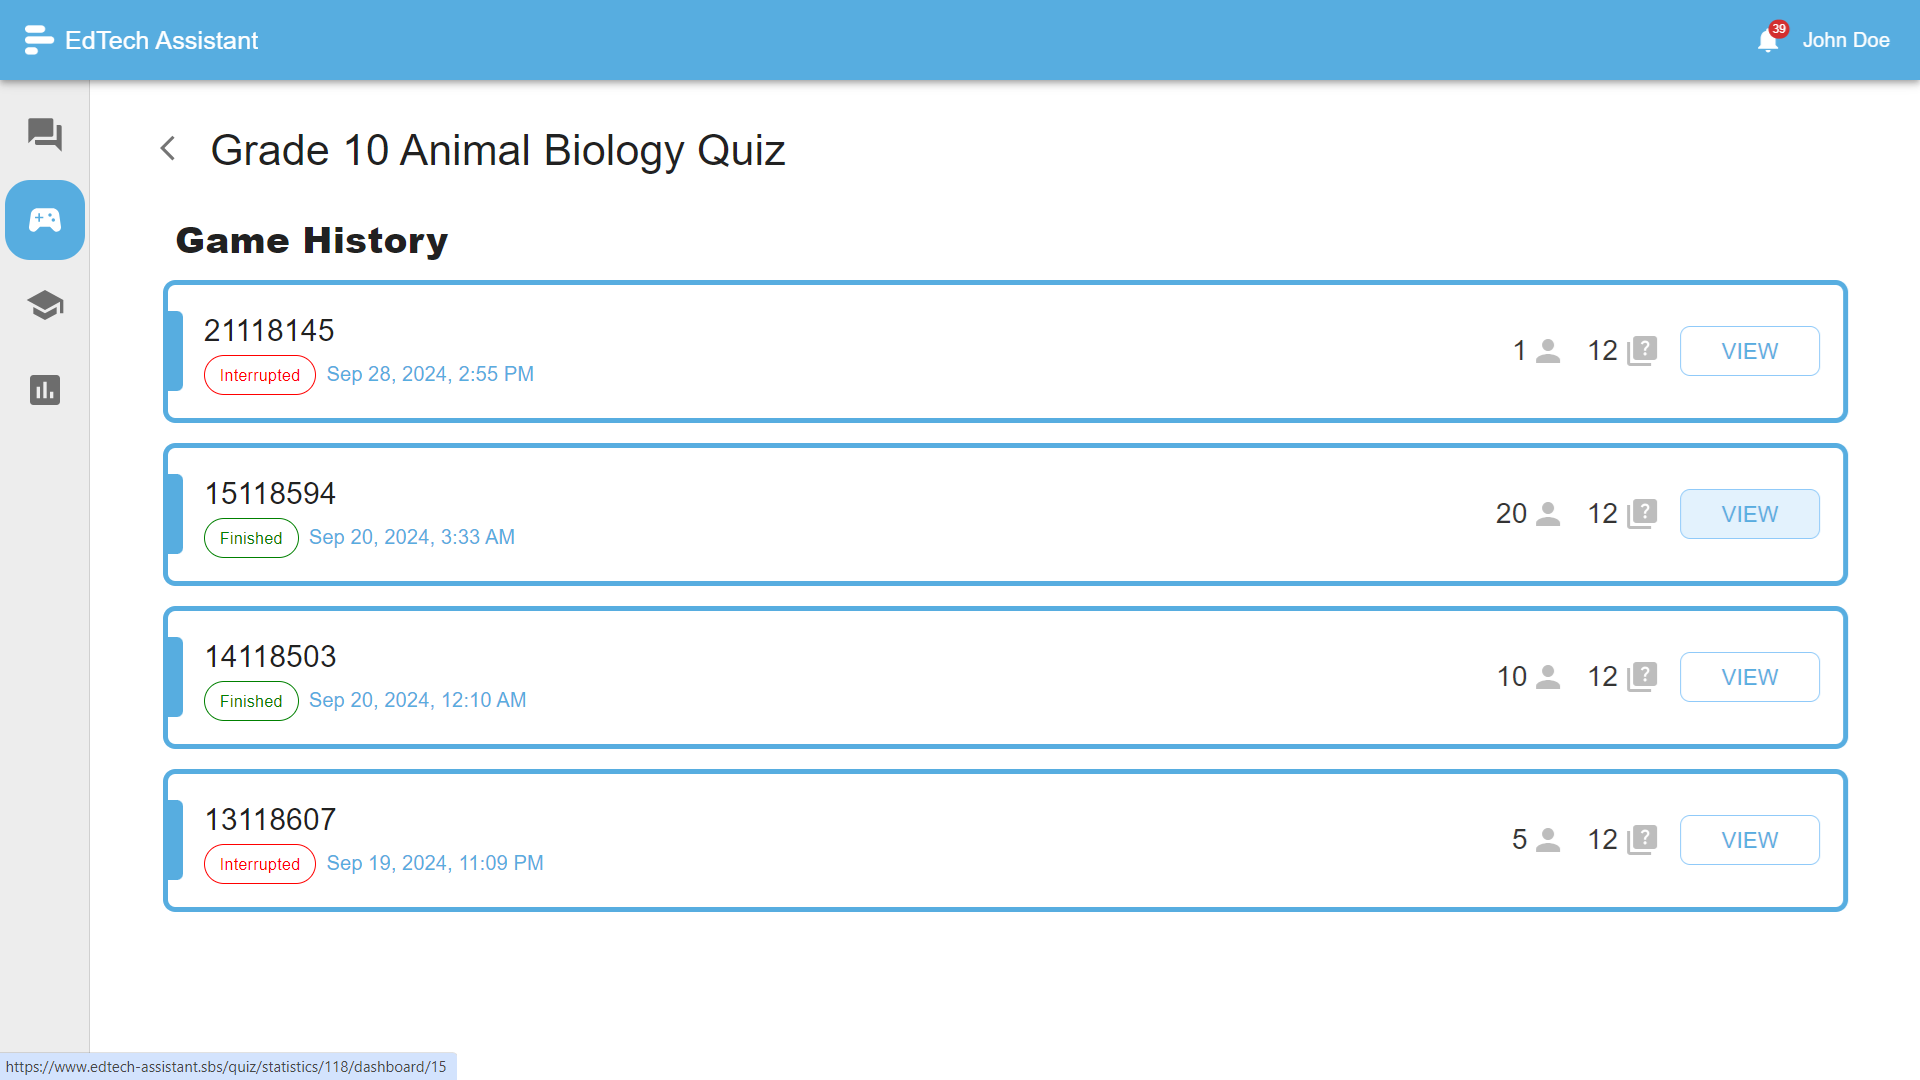 EdTech Assistant
39
John Doe
Grade 10 Animal Biology Quiz
Game History
21118145
Interrupted Sep 28, 2024, 2:55 PM
1 12 VIEW
15118594
Finished Sep 20, 2024, 3:33 AM
20 12 VIEW
14118503
Finished Sep 20, 2024, 12:10 AM
10 12 VIEW
13118607
Interrupted Sep 19, 2024, 11:09 PM
5 12 VIEW
https://www.edtech-assistant.sbs/quiz/statistics/118/dashboard/15